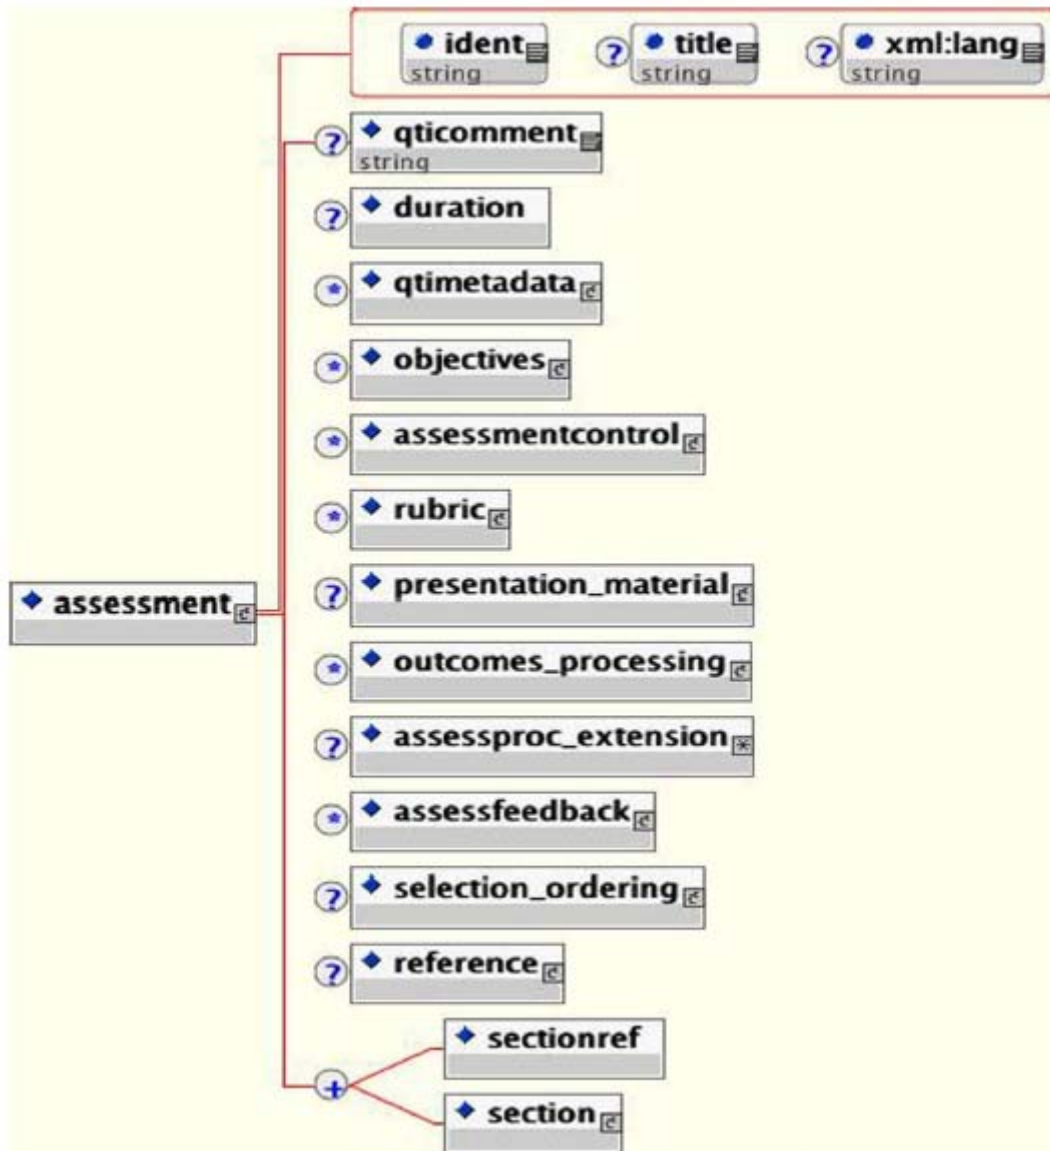 ident ? title ? xml:lang
string string string
? qticomment
string
? duration
* qtimetadata
* objectives
* assessmentcontrol
* rubric
assessment
? presentation_material
* outcomes_processing
? assessproc_extension
* assessfeedback
? selection_ordering
? reference
sectionref
+
section